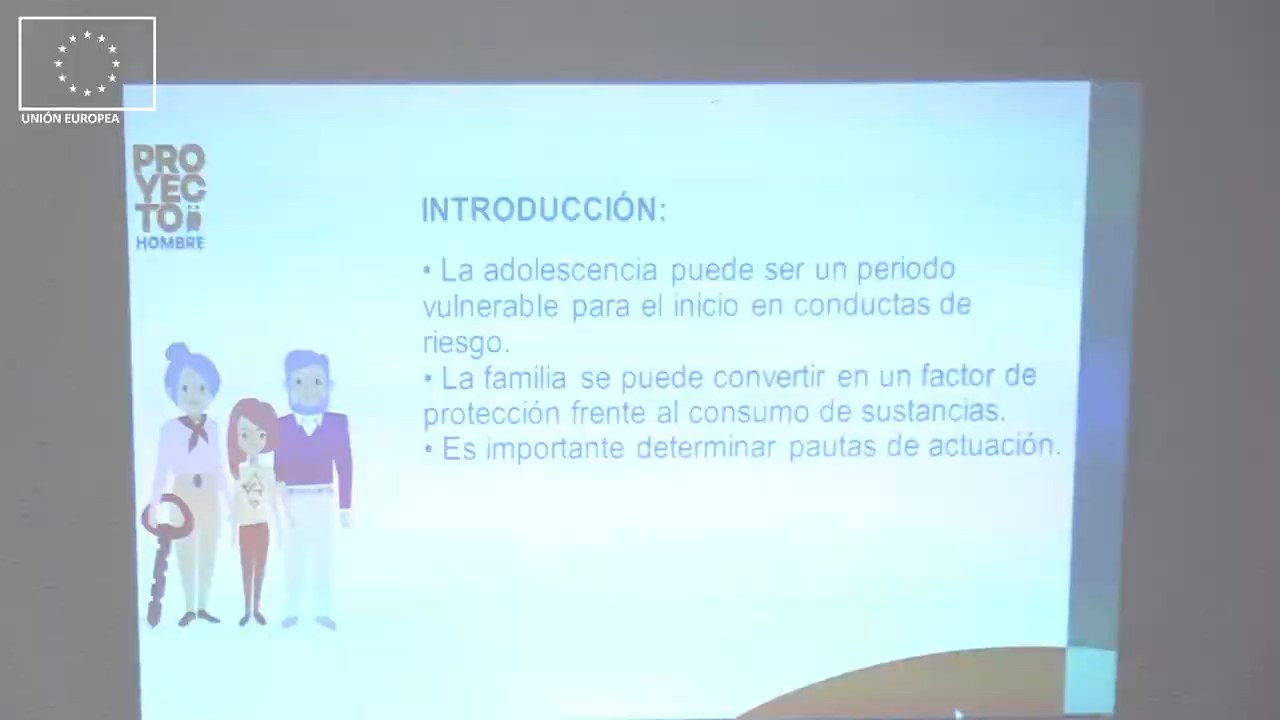 UNIÓN EUROPEA
PRO
YEC
TO
HOMBRE
INTRODUCCIÓN:
• La adolescencia puede ser un periodo
vulnerable para el inicio en conductas de
riesgo.
• La familia se puede convertir en un factor de
protección frente al consumo de sustancias.
• Es importante determinar pautas de actuación.